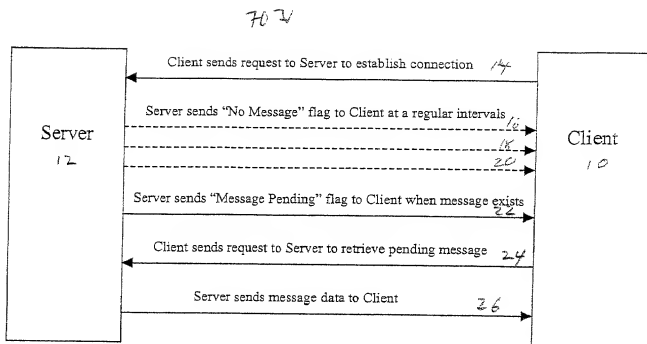 Client sends request to Server to establish connection 14
Server sends “No Message” flag to Client at a regular intervals 16
18
20
Server
12
Client
10
Server sends “Message Pending” flag to Client when message exists
22
Client sends request to Server to retrieve pending message 24
Server sends message data to Client 26